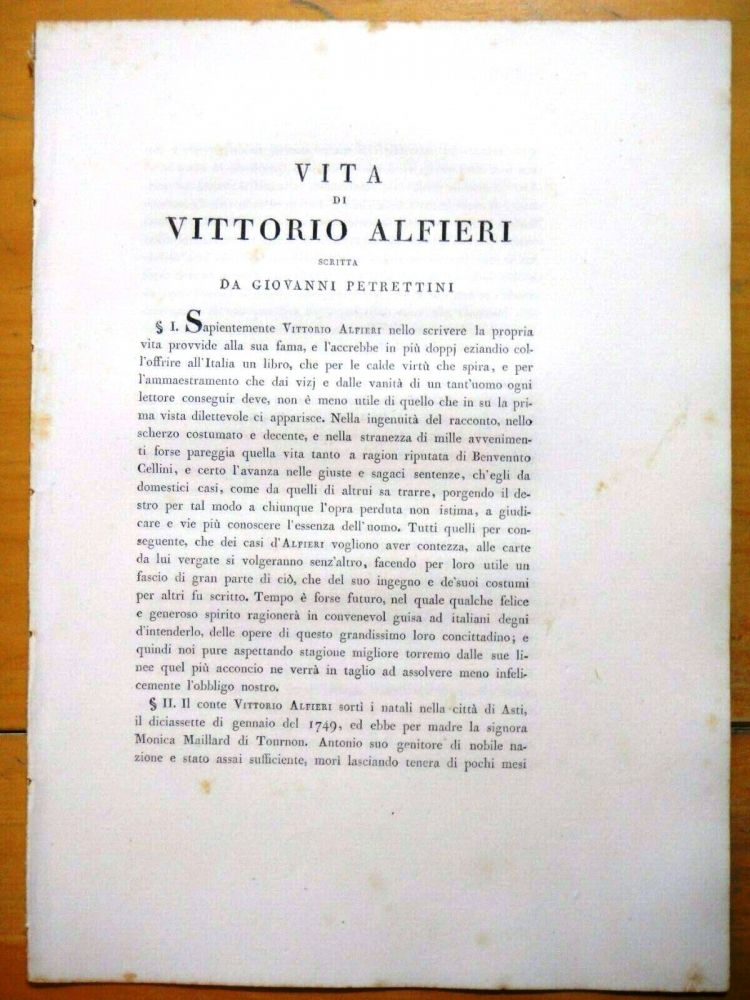 VITA
DI
VITTORIO ALFIERI
SCRITTA
DA GIOVANNI PETRETTINI
§ I. Sapientemente VITTORIO ALFIERI nello scrivere la propria
vita provvide alla sua fama, e l'accrebbe in più doppj eziandio col-
l'offrire all'Italia un libro, che per le calde virtù che spira, e per
l'ammaestramento che dai vizj e dalle vanità di un tant'uomo ogni
lettore conseguir deve, non è meno utile di quello che in su la pri-
ma vista dilettevole ci apparisce. Nella ingenuità del racconto, nello
scherzo costumato e decente, e nella stranezza di mille avvenimen-
ti forse pareggia quella vita tanto a ragion riputata di Benvenuto
Cellini, e certo l'avanza nelle giuste e sagaci sentenze, ch'egli da
domestici casi, come da quelli di altrui sa trarre, porgendo il de-
stro per tal modo a chiunque l'opra perduta non istima, a giudi-
care e vie più conoscere l'essenza dell'uomo. Tutti quelli per con-
seguente, che dei casi d'ALFIERI vogliono aver contezza, alle carte
da lui vergate si volgeranno senz'altro, facendo per loro utile un
fascio di gran parte di ciò, che del suo ingegno e de'suoi costumi
per altri fu scritto. Tempo è forse futuro, nel quale qualche felice
e generoso spirito ragionerà in convenevol guisa ad italiani degni
d'intenderlo, delle opere di questo grandissimo loro concittadino; e
quindi noi pure aspettando stagione migliore torremo dalle sue li-
nee quel più acconcio ne verrà in taglio ad assolvere meno infeli-
cemente l'obbligo nostro.
§ II. Il conte VITTORIO ALFIERI sortì i natali nella città di Asti,
il diciassette di gennaio del 1749, ed ebbe per madre la signora
Monica Maillard di Tournon. Antonio suo genitore di nobile na-
zione e stato assai sufficiente, morì lasciando tenera di pochi mesi